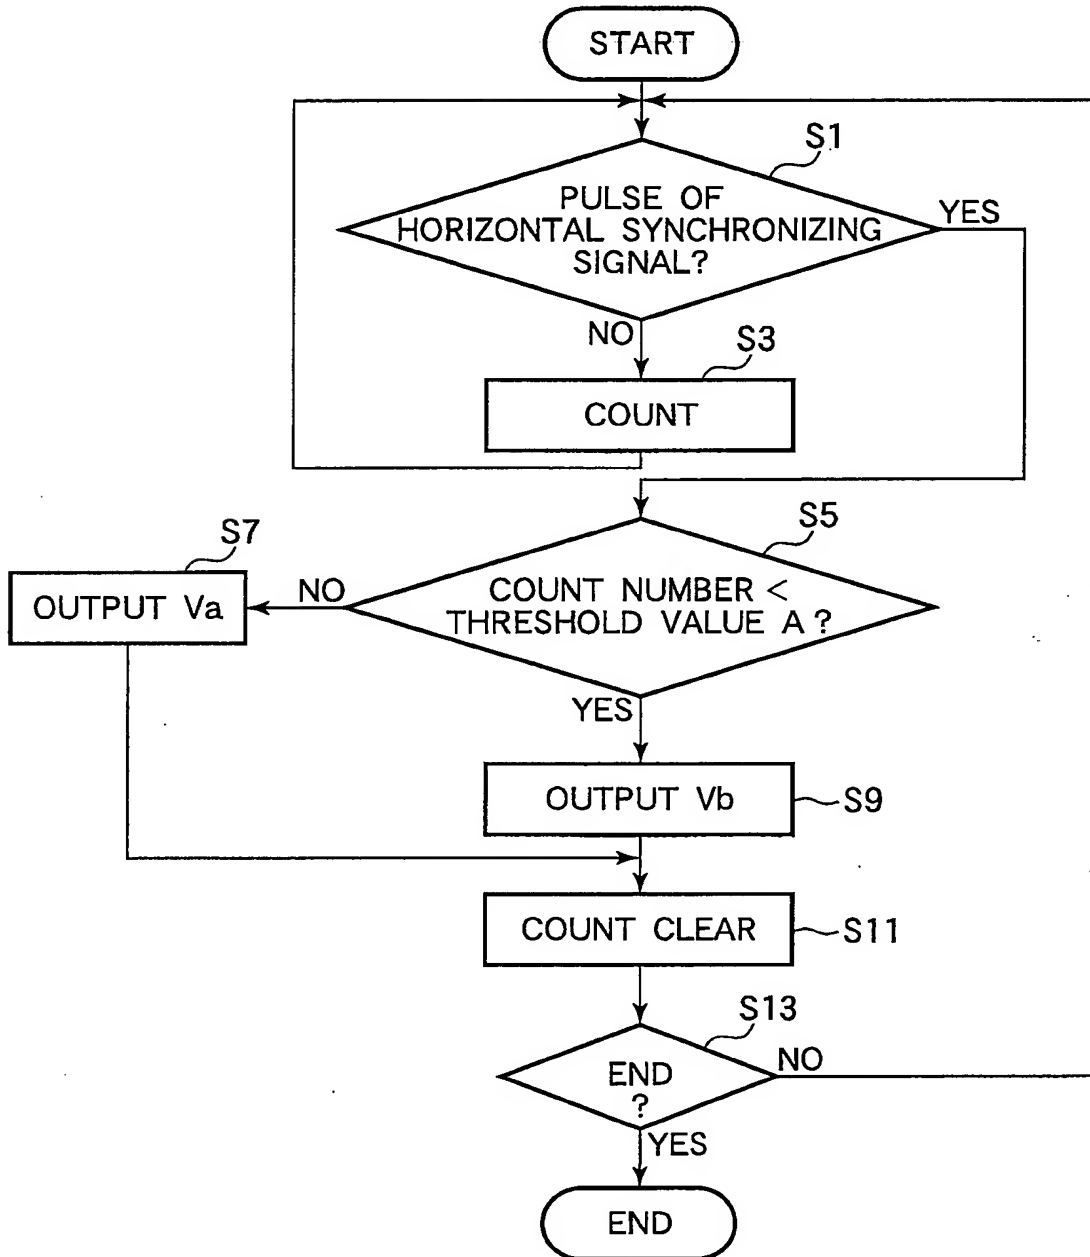 START
S1
PULSE OF
HORIZONTAL SYNCHRONIZING
SIGNAL?
YES
NO
S3
COUNT
S5
S7
COUNT NUMBER <
THRESHOLD VALUE A ?
NO
OUTPUT Va
YES
OUTPUT Vb
S9
COUNT CLEAR
S11
S13
END
?
NO
YES
END